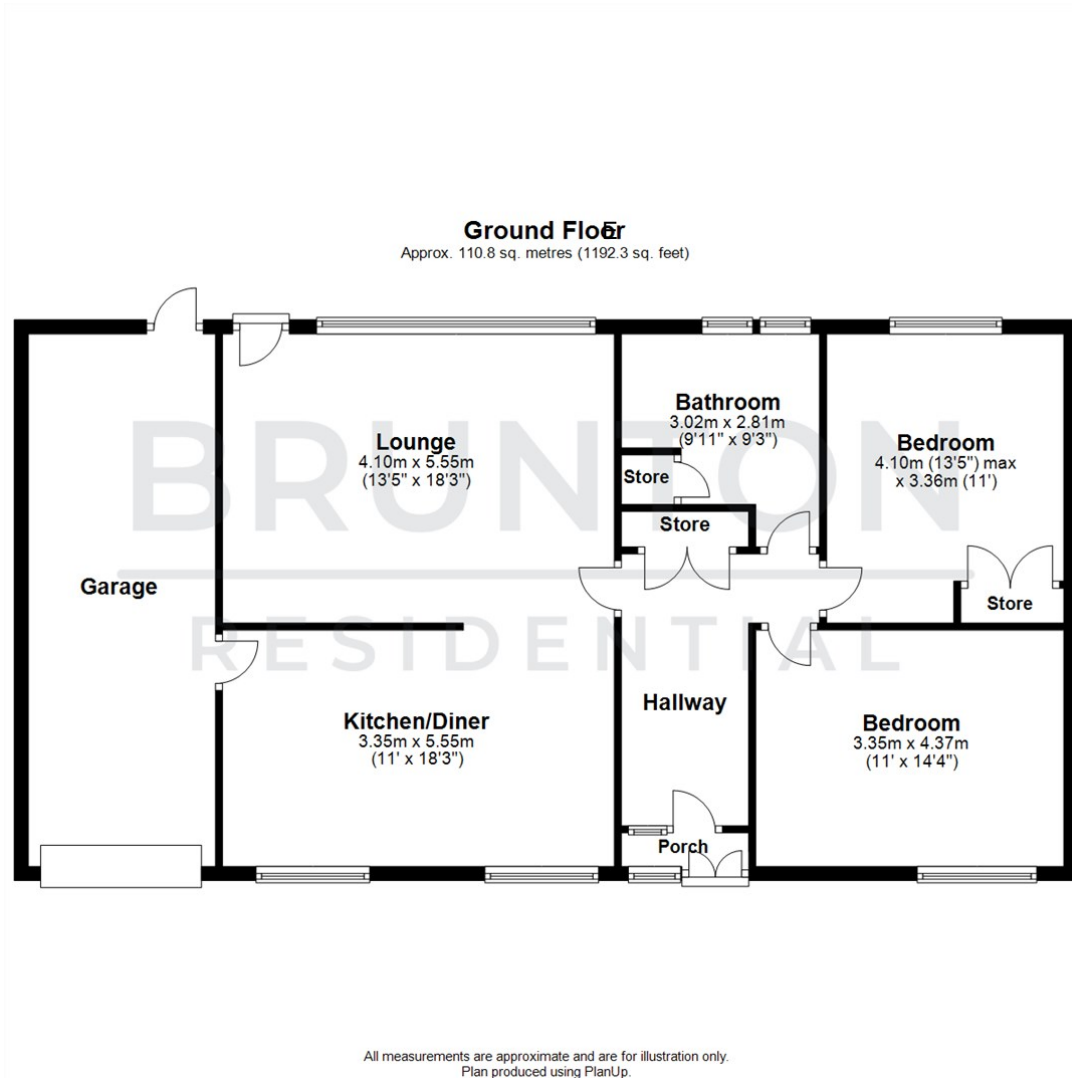 Ground Floor
E
Approx. 110.8 sq. metres (1192.3 sq. feet)
BRUNTON
RESIDENTIAL
Bathroom
3.02m x 2.81m
(9'11" x 9'3")
Lounge
4.10m x 5.55m
(13'5" x 18'3")
Bedroom
4.10m (13'5") max
x 3.36m (11')
Store
Store
Garage
Store
Hallway
Kitchen/Diner
3.35m x 5.55m
(11' x 18'3")
Bedroom
3.35m x 4.37m
(11' x 14'4")
Porch
All measurements are approximate and are for illustration only.
Plan produced using PlanUp.